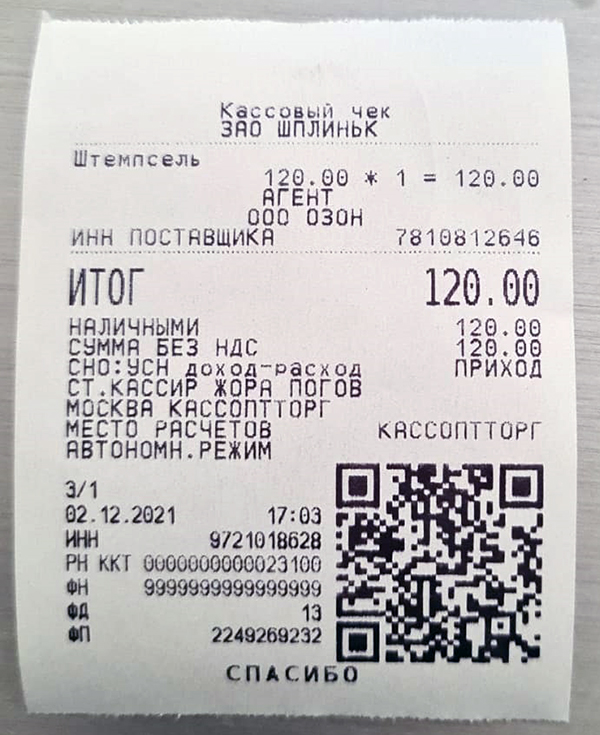 Кассовый чек
ЗАО ШПЛИНЬК
Штемпсель
120.00 * 1 = 120.00
АГЕНТ
ООО ОЗОН
ИНН ПОСТАВЩИКА 7810812646
ИТОГ 120.00
НАЛИЧНЫМИ 120.00
СУММА БЕЗ НДС 120.00
СНО:УСН доход-расход ПРИХОД
СТ.КАССИР ЖОРА ПОГОВ
МОСКВА КАССОПТТОРГ
МЕСТО РАСЧЕТОВ КАССОПТТОРГ
АВТОНОМН.РЕЖИМ
3/1
02.12.2021 17:03
ИНН 9721018628
РН ККТ 0000000000023100
ФН 9999999999999999
ФД 13
ФП 2249269232
СПАСИБО